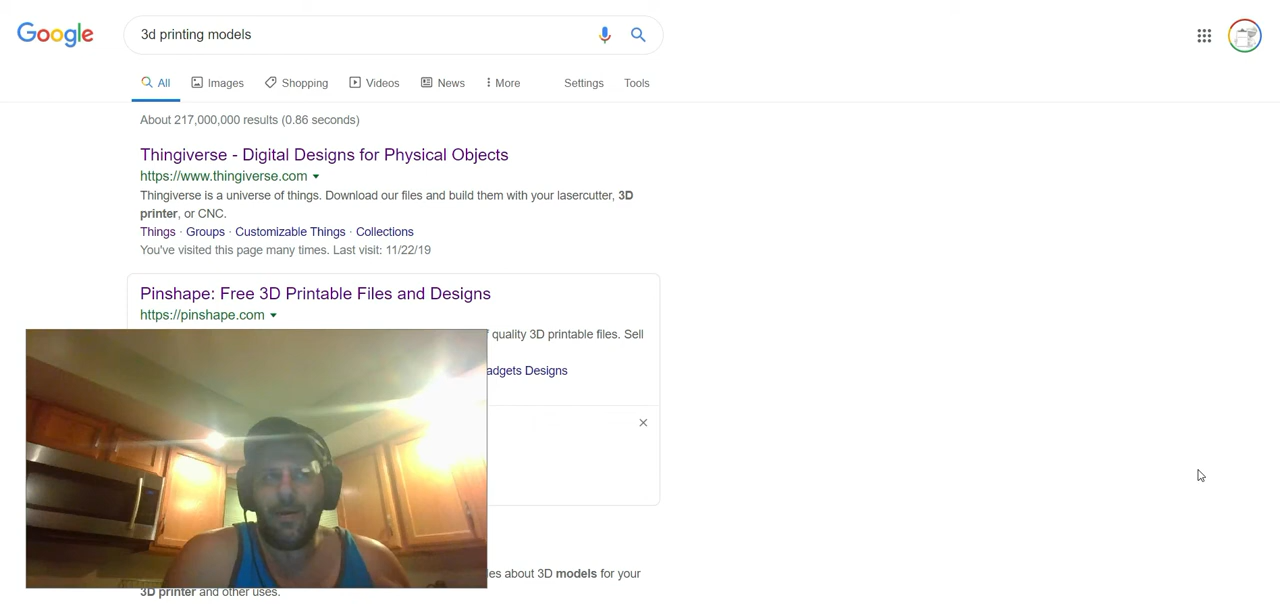 Google
3d printing models
All Images Shopping Videos News More Settings Tools
About 217,000,000 results (0.86 seconds)
Thingiverse - Digital Designs for Physical Objects
https://www.thingiverse.com
Thingiverse is a universe of things. Download our files and build them with your lasercutter, 3D
printer, or CNC.
Things · Groups · Customizable Things · Collections
You've visited this page many times. Last visit: 11/22/19
Pinshape: Free 3D Printable Files and Designs
https://pinshape.com
quality 3D printable files. Sell
Designs
about 3D models for your
3D printer and other uses.